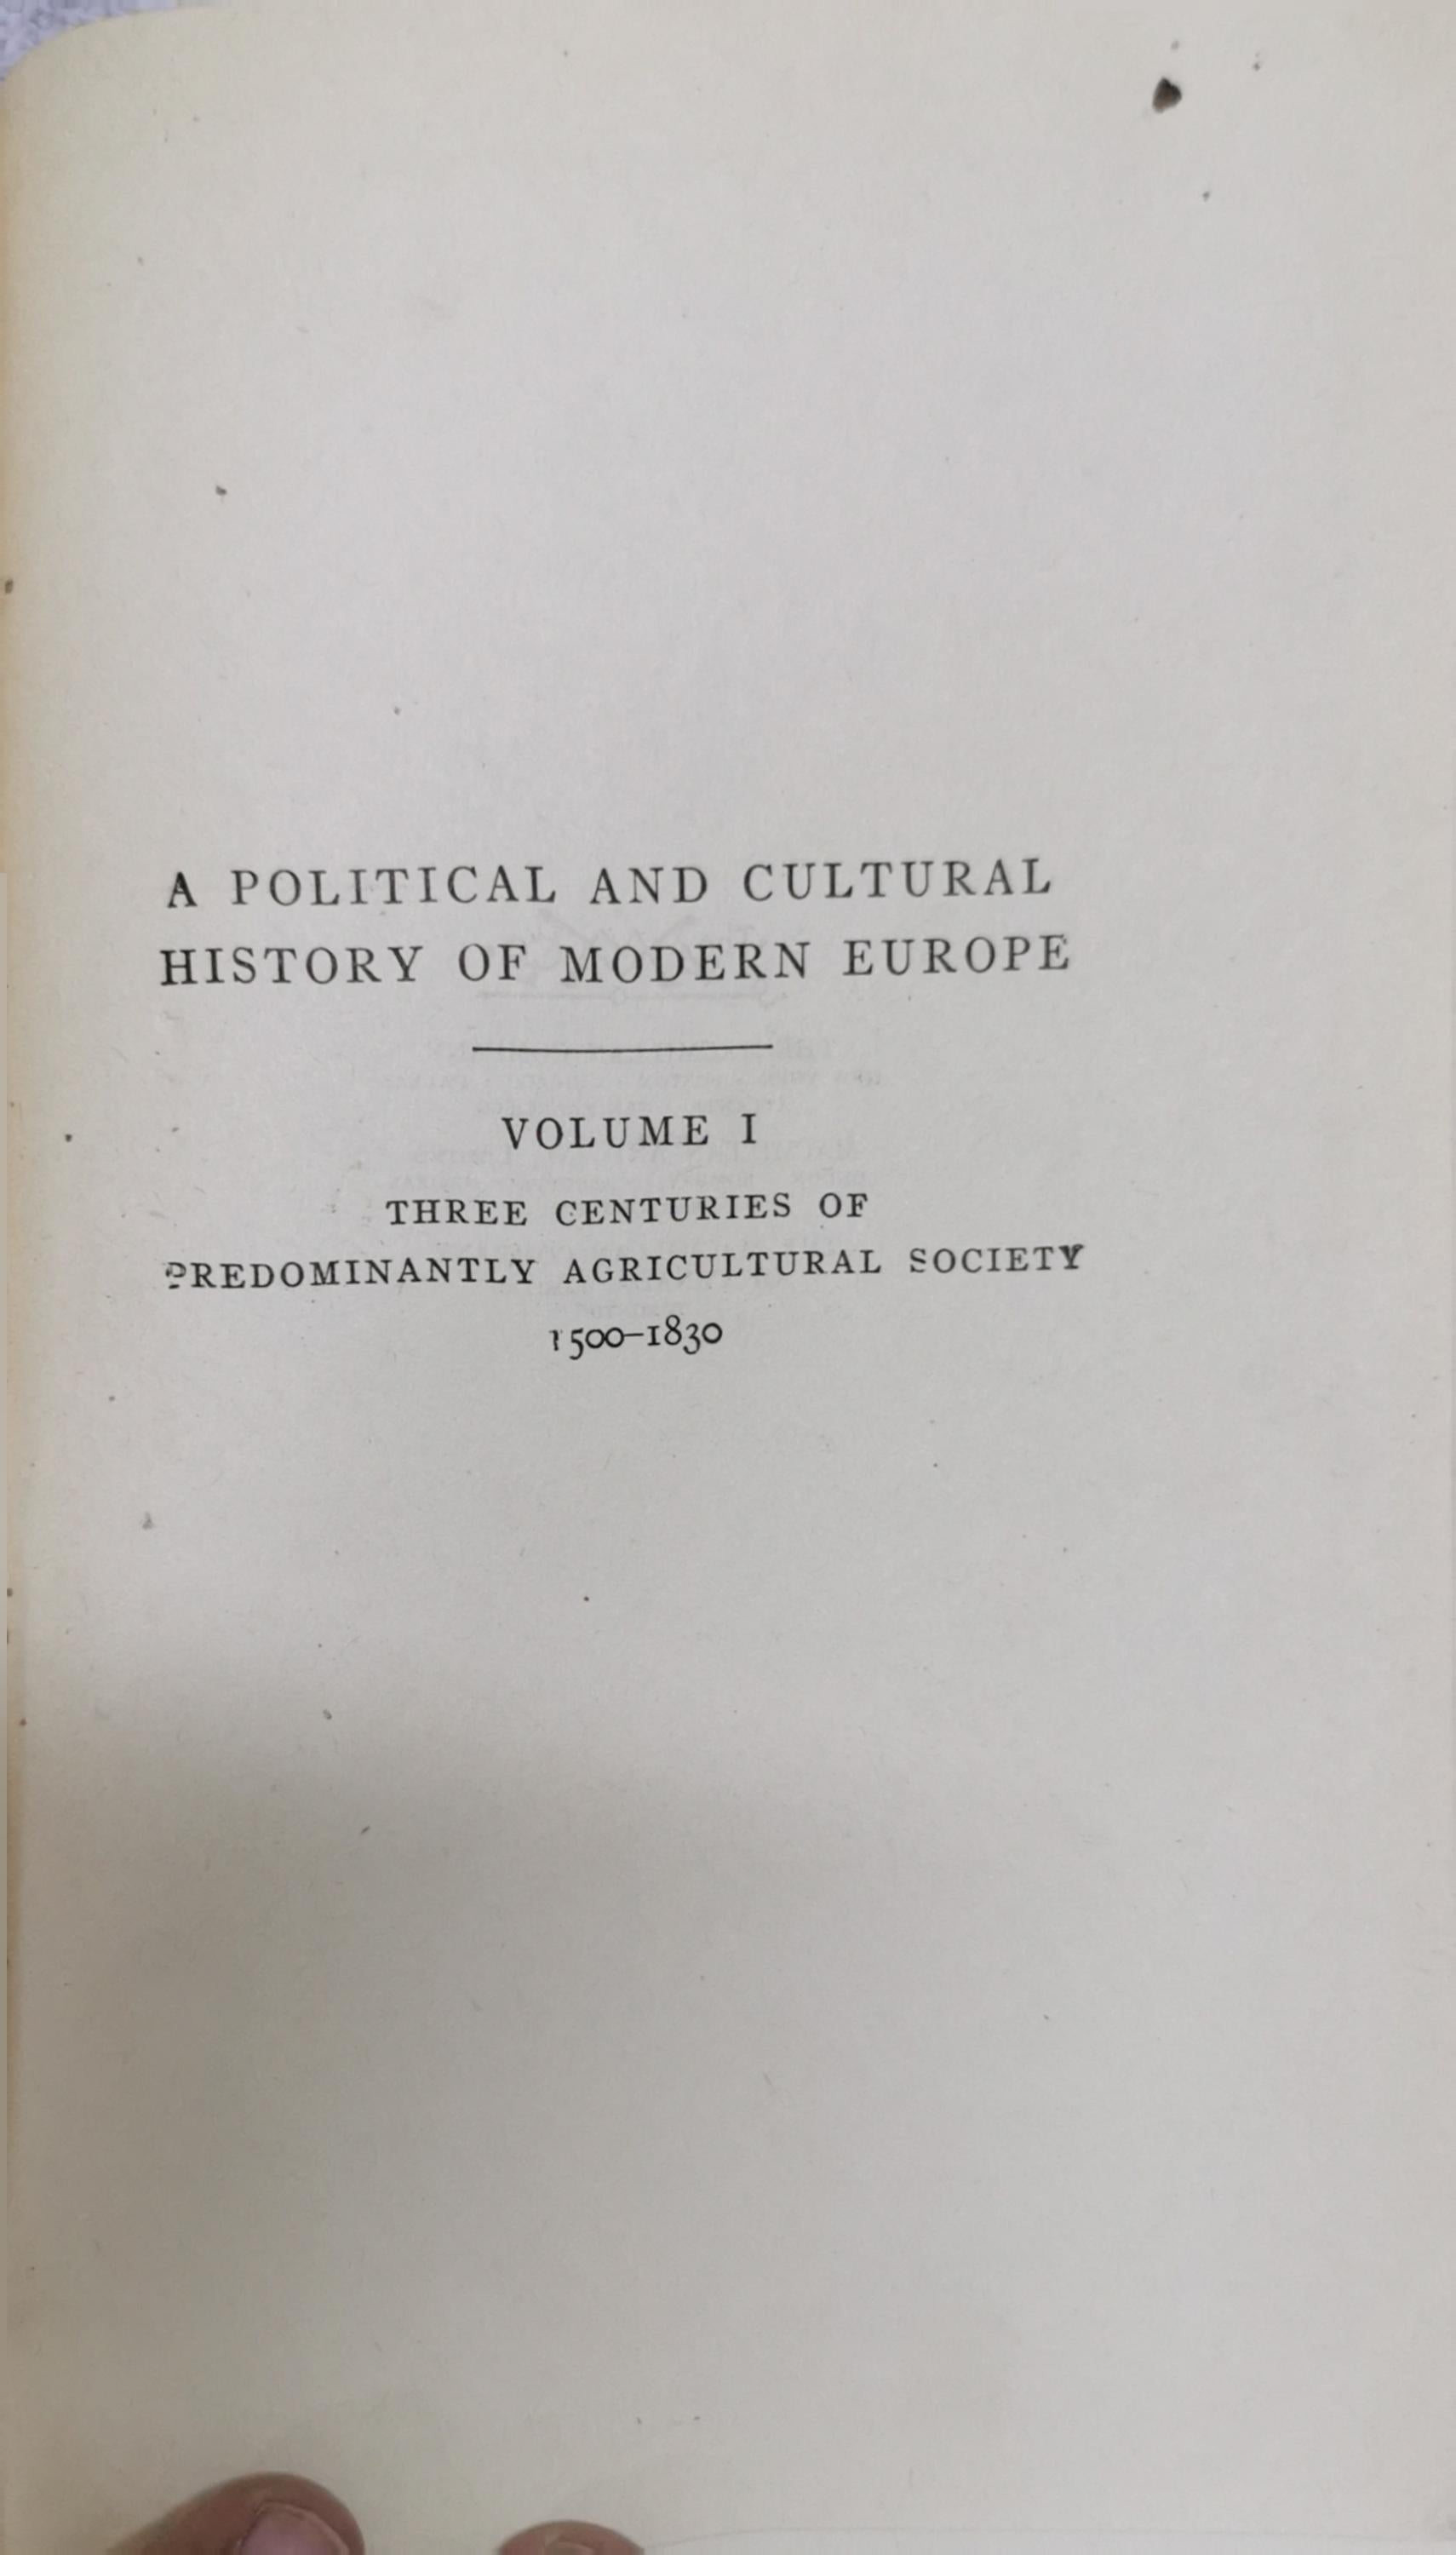 A POLITICAL AND CULTURAL
HISTORY OF MODERN EUROPE
VOLUME I
THREE CENTURIES OF
PREDOMINANTLY AGRICULTURAL SOCIETY
1500–1830